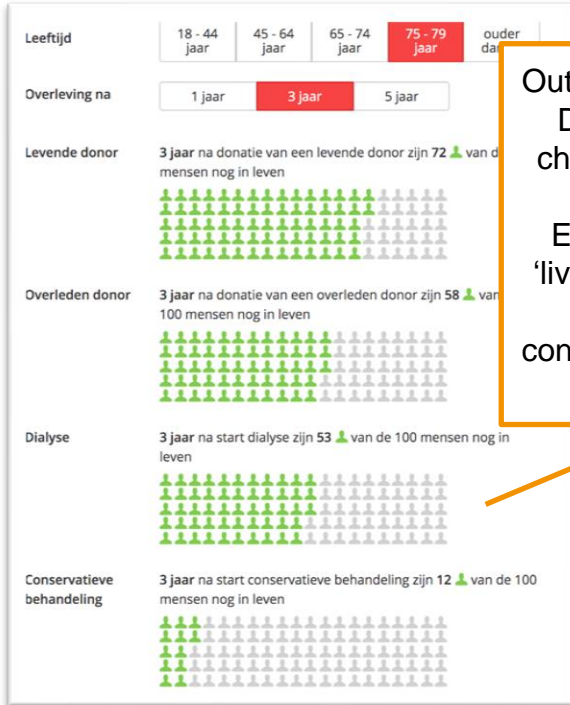 Leeftijd
18 - 44 jaar
45 - 64 jaar
65 - 74 jaar
75 - 79 jaar
ouder
Overleving na
1 jaar
3 jaar
5 jaar
Levende donor
3 jaar na donatie van een levende donor zijn 72 van
mensen nog in leven
Overleden donor
3 jaar na donatie van een overleden donor zijn 58 van
100 mensen nog in leven
Dialyse
3 jaar na start dialyse zijn 53 van de 100 mensen nog in
leven
Conservatieve
behandeling
3 jaar na start conservatieve behandeling zijn 12 van de 100
mensen nog in leven